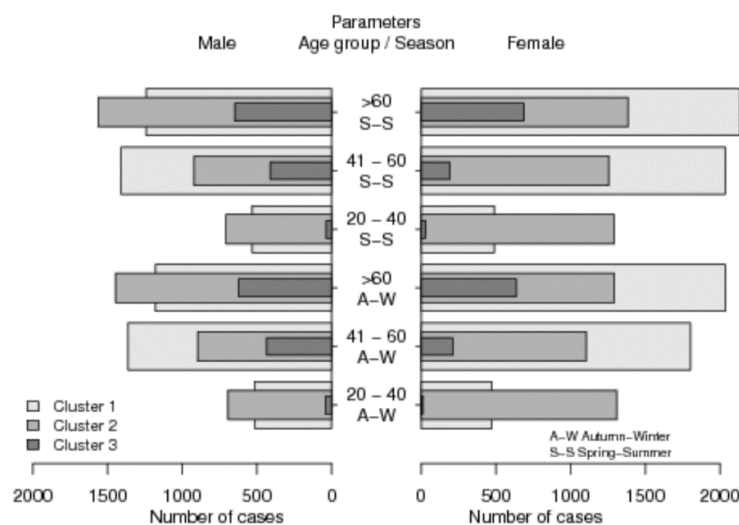 Parameters
Male Age group / Season Female
>60
S-S
41 - 60
S-S
20 - 40
S-S
>60
A-W
41 - 60
A-W
20 - 40
A-W
Cluster 1
Cluster 2
Cluster 3
A-W Autumn-Winter
S-S Spring-Summer
2000 1500 1000 500 0 0 500 1000 1500 2000
Number of cases Number of cases